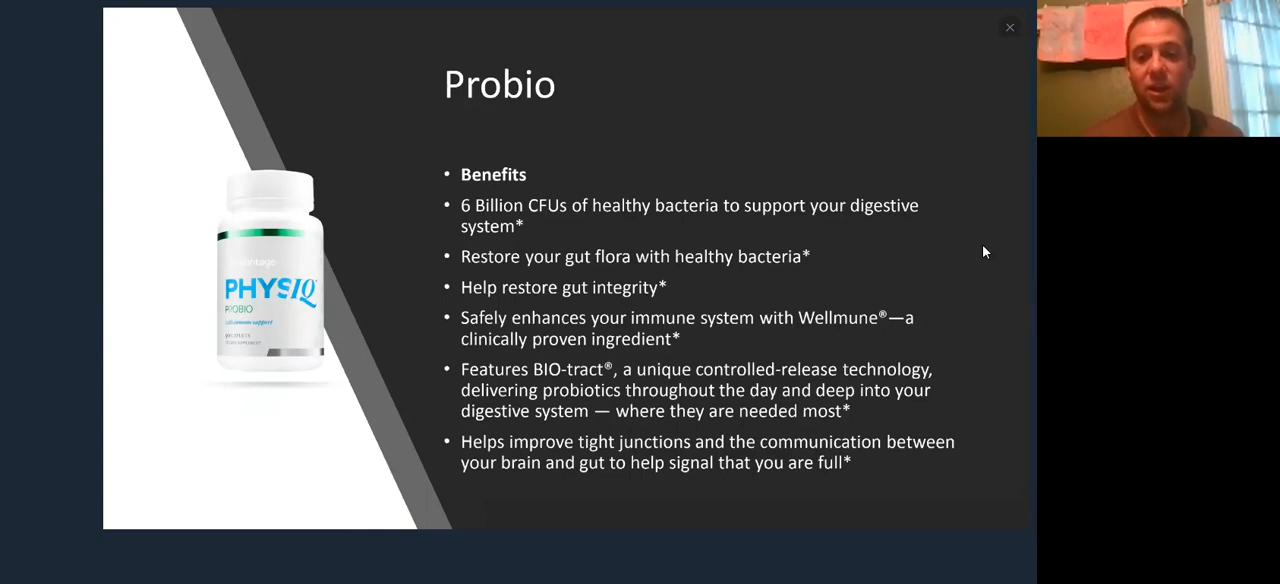 Probio
• Benefits
• 6 Billion CFUs of healthy bacteria to support your digestive
system*
• Restore your gut flora with healthy bacteria*
• Help restore gut integrity*
• Safely enhances your immune system with Wellmune®—a
clinically proven ingredient*
• Features BIO-tract®, a unique controlled-release technology,
delivering probiotics throughout the day and deep into your
digestive system — where they are needed most*
• Helps improve tight junctions and the communication between
your brain and gut to help signal that you are full*
PHYSIQ
PROBIO